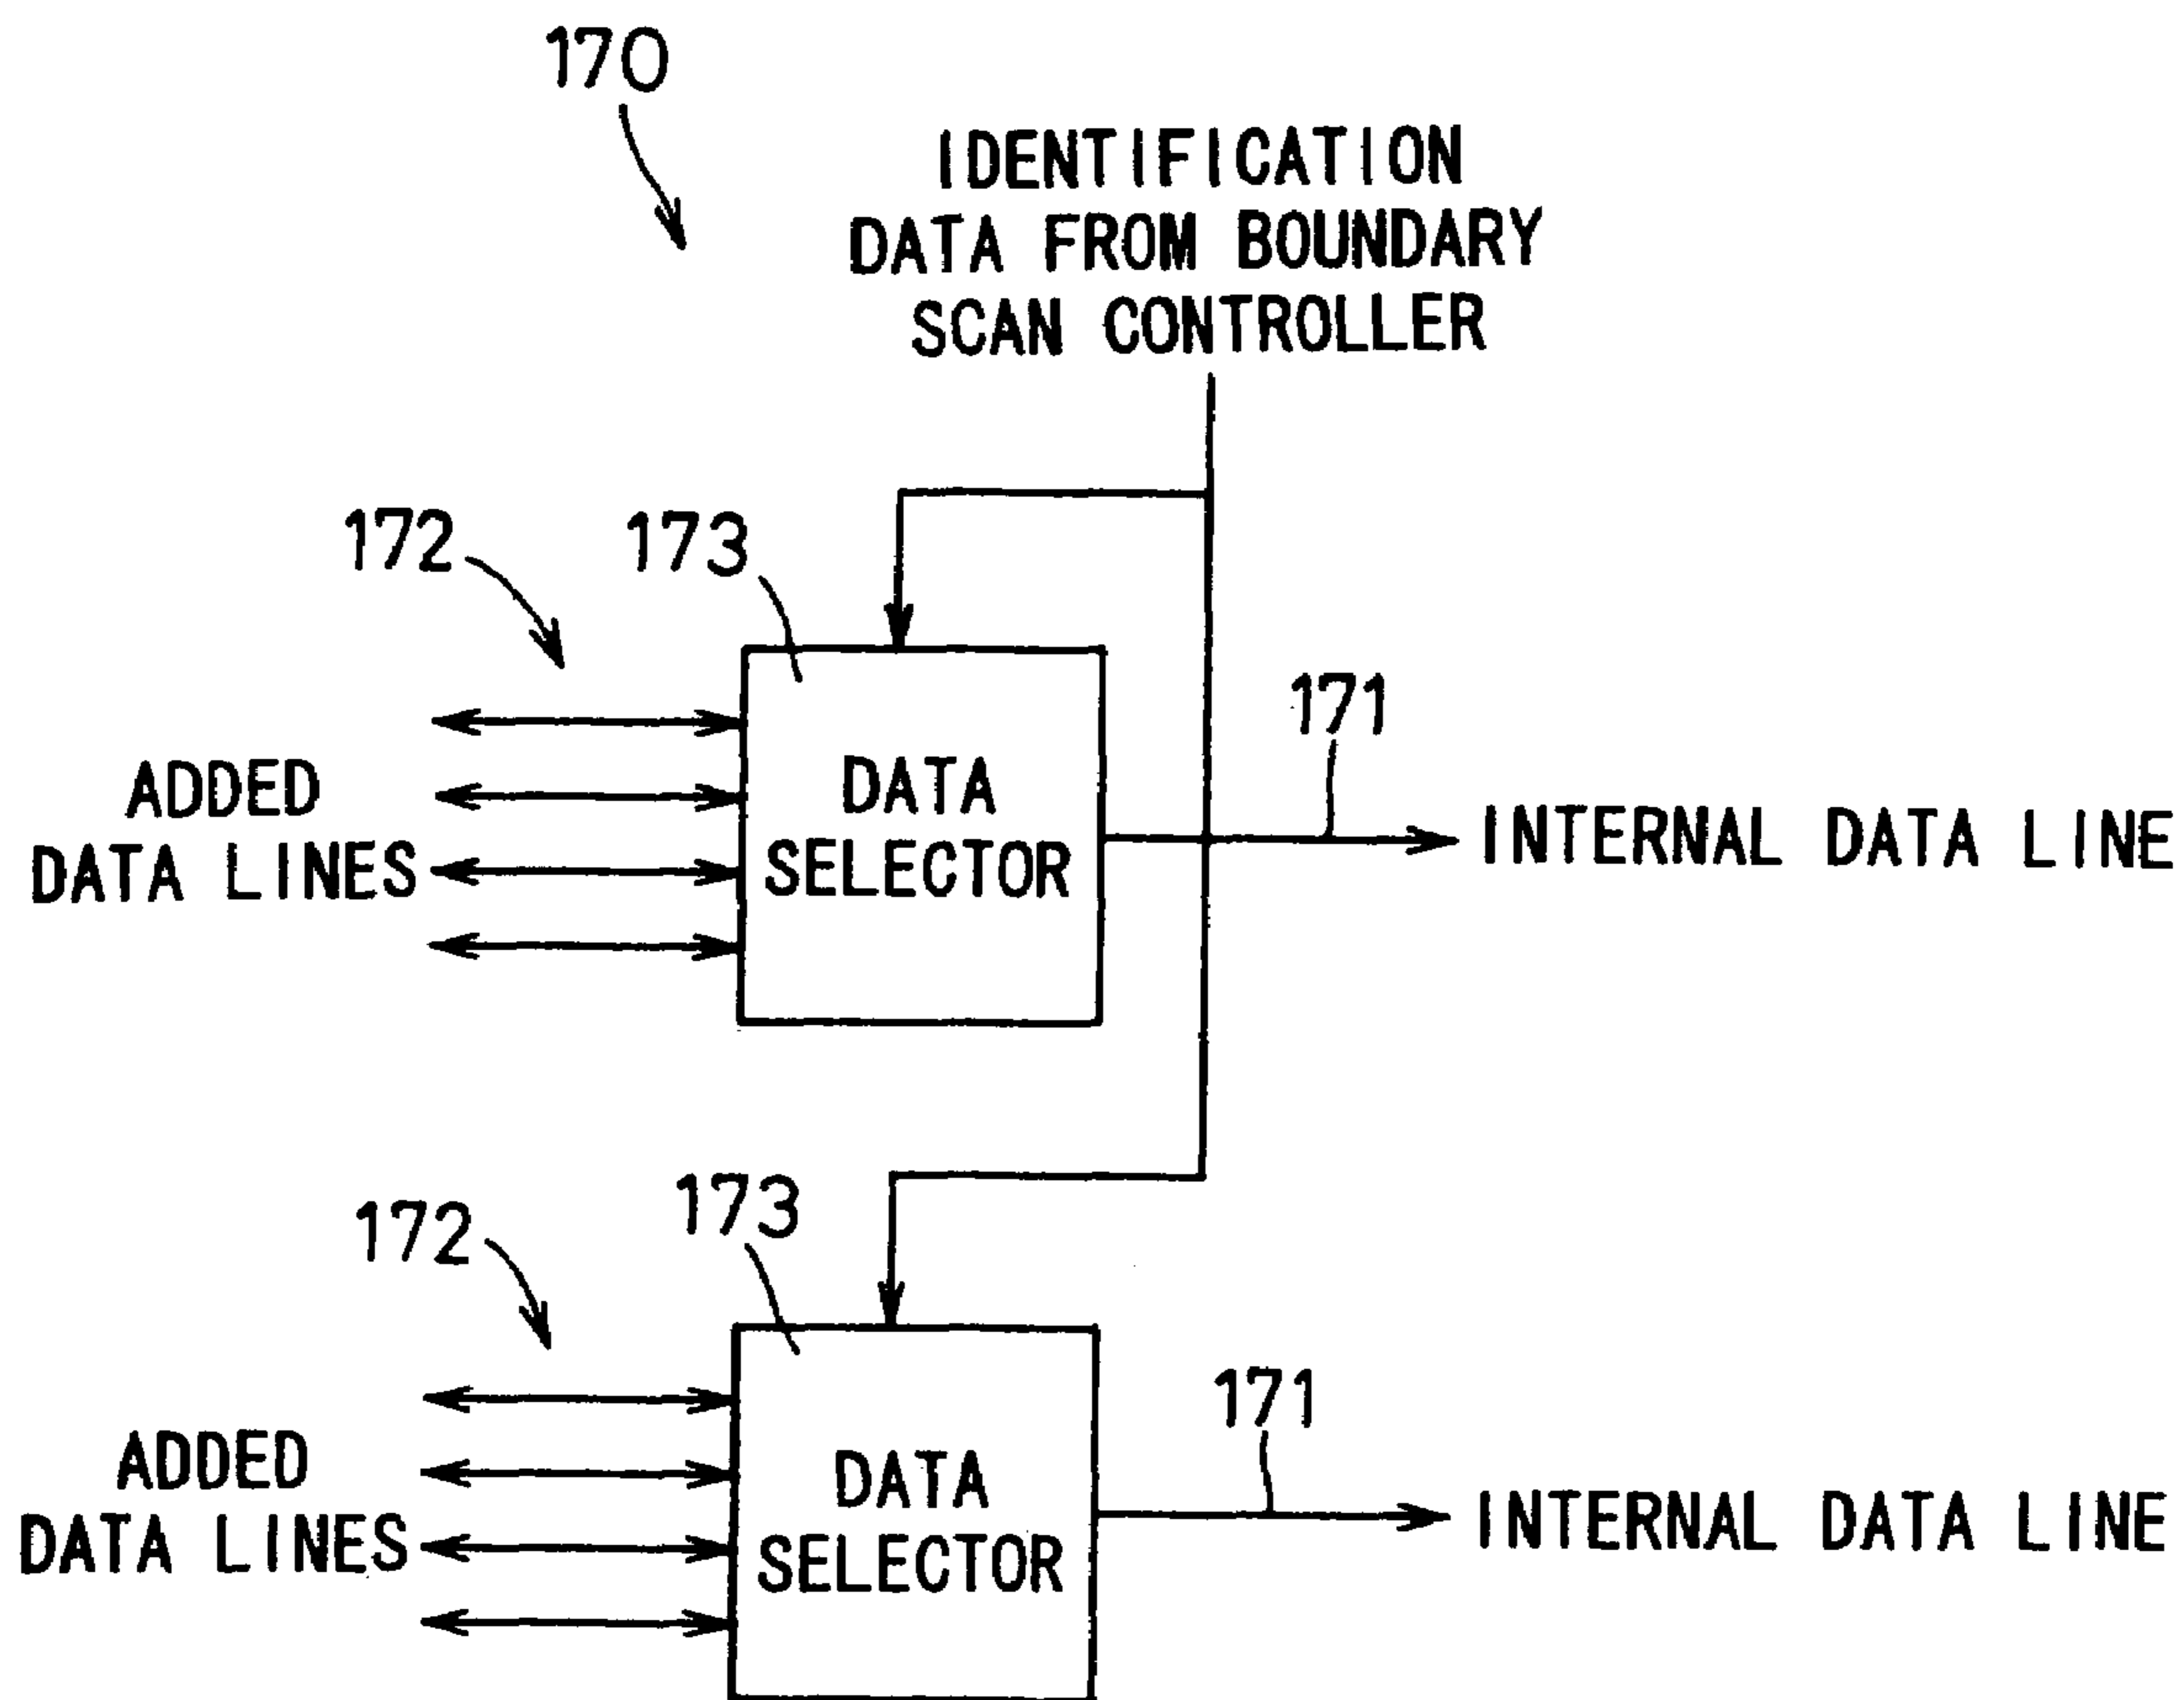 170
IDENTIFICATION
DATA FROM BOUNDARY
SCAN CONTROLLER
172
173
171
ADDED
DATA LINES
DATA
SELECTOR
INTERNAL DATA LINE
172
173
171
ADDED
DATA LINES
DATA
SELECTOR
INTERNAL DATA LINE